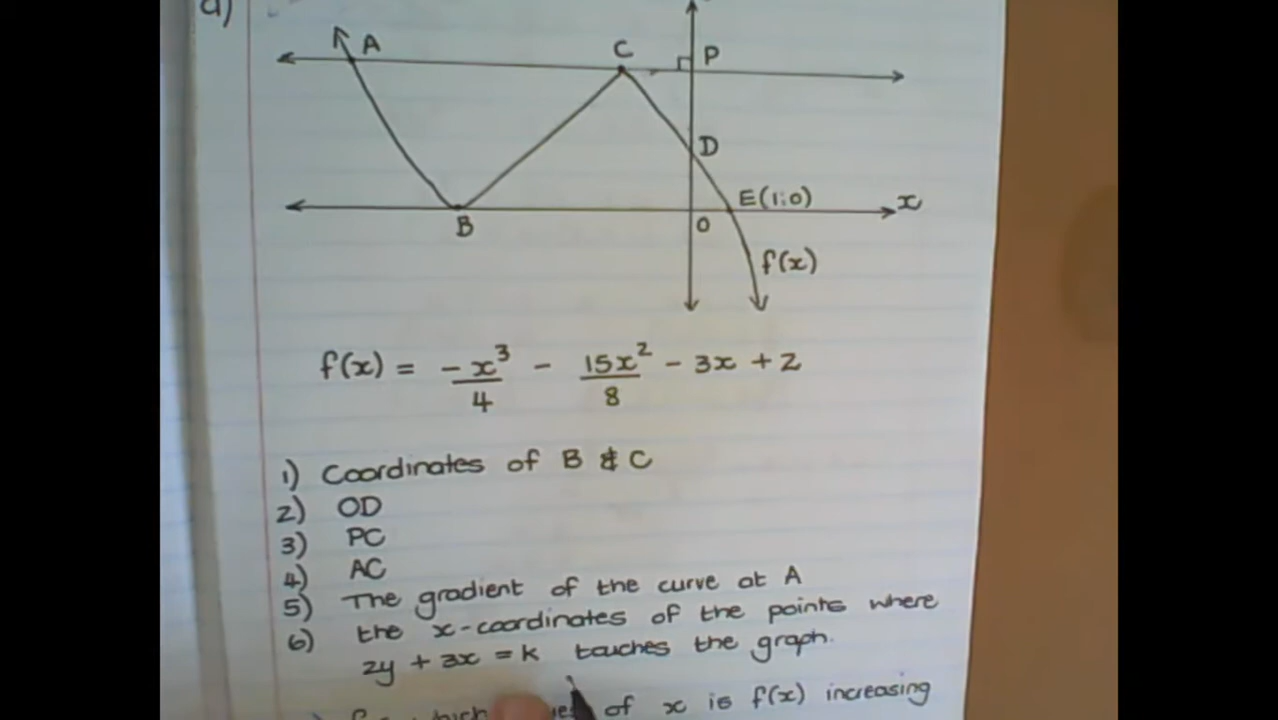 a)
A
C
P
D
E(1;0)
x
B
O
f(x)
f(x) = -x³/4 - 15x²/8 - 3x + 2
1) Coordinates of B & C
2) OD
3) PC
4) AC
5) The gradient of the curve at A
6) the x-coordinates of the points where
2y + 3x = k touches the graph.
of x is f(x) increasing